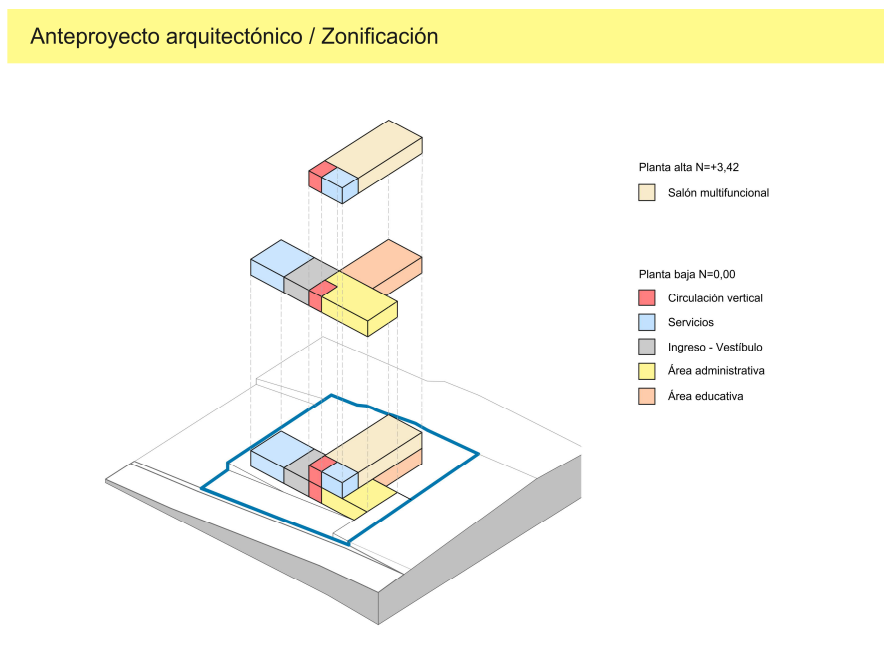 Anteproyecto arquitectónico / Zonificación
Planta alta N=+3,42
Salón multifuncional
Planta baja N=0,00
Circulación vertical
Servicios
Ingreso - Vestíbulo
Área administrativa
Área educativa